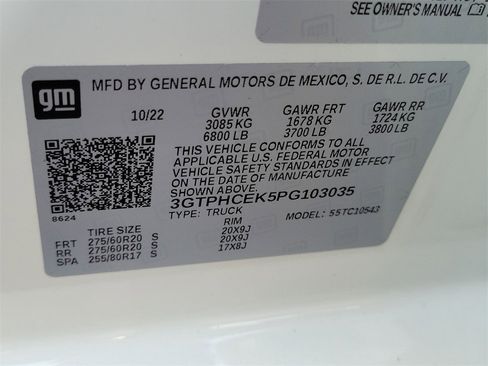 SEE OWNER'S MANUAL
gm
MFD BY GENERAL MOTORS DE MEXICO, S. DE R.L. DE C.V.
10/22 GVWR GAWR FRT GAWR RR
3085 KG 1678 KG 1724 KG
6800 LB 3700 LB 3800 LB
THIS VEHICLE CONFORMS TO ALL
APPLICABLE U.S. FEDERAL MOTOR
VEHICLE SAFETY STANDARDS IN EFFECT
ON THE DATE OF MANUFACTURE SHOWN ABOVE.
3GTPHCEK5PG103035
8624
TYPE: TRUCK MODEL: 55TC10543
TIRE SIZE RIM
FRT 275/60R20 S 20X9J
RR 275/60R20 S 20X9J
SPA 255/80R17 S 17X8J